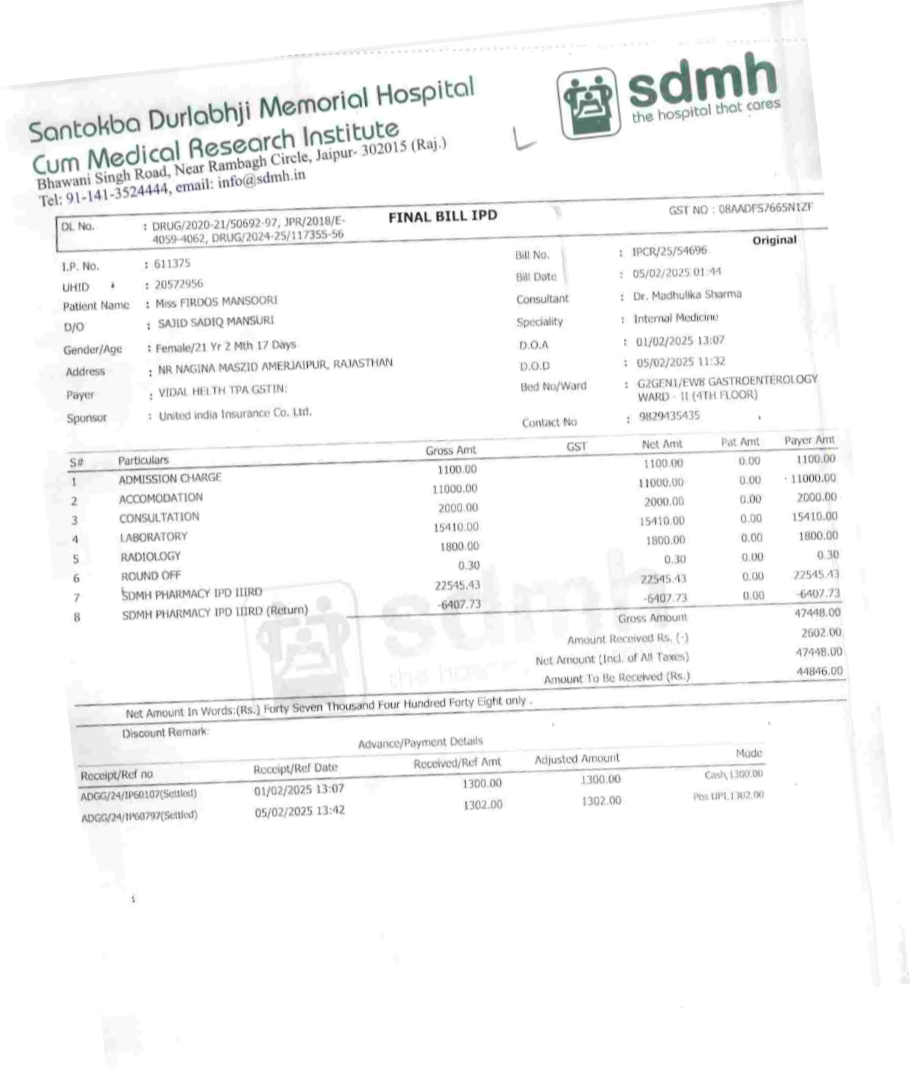 Santokba Durlabhji Memorial Hospital
Cum Medical Research Institute
Bhawani Singh Road, Near Rambagh Circle, Jaipur- 302015 (Raj.)
Tel: 91-141-3524444, email: info@sdmh.in
sdmh
the hospital that cares
DL No. : DRUG/2020-21/50692-97, JPR/2018/E-4059-4062, DRUG/2024-25/117355-56
FINAL BILL IPD
GST NO : 08AADFS7665N1ZF
Original
I.P. No. : 611375
UHID : 20572956
Patient Name : Miss FIRDOS MANSOORI
D/O : SAJID SADIQ MANSURI
Gender/Age : Female/21 Yr 2 Mth 17 Days
Address : NR NAGINA MASZID AMERJAIPUR, RAJASTHAN
Payer : VIDAL HELTH TPA GSTIN:
Sponsor : United india Insurance Co. Ltd.
Bill No. : IPCR/25/54696
Bill Date : 05/02/2025 01:44
Consultant : Dr. Madhulika Sharma
Speciality : Internal Medicine
D.O.A : 01/02/2025 13:07
D.O.D : 05/02/2025 11:32
Bed No/Ward : G2GEN1/EW8 GASTROENTEROLOGY
WARD - II (4TH FLOOR)
Contact No : 9829435435
S# Particulars Gross Amt GST Net Amt Pat Amt Payer Amt
1 ADMISSION CHARGE 1100.00 1100.00 0.00 1100.00
2 ACCOMODATION 11000.00 11000.00 0.00 11000.00
3 CONSULTATION 2000.00 2000.00 0.00 2000.00
4 LABORATORY 15410.00 15410.00 0.00 15410.00
5 RADIOLOGY 1800.00 1800.00 0.00 1800.00
6 ROUND OFF 0.30 0.30 0.00 0.30
7 SDMH PHARMACY IPD IIIRD 22545.43 22545.43 0.00 22545.43
8 SDMH PHARMACY IPD IIIRD (Return) -6407.73 -6407.73 0.00 -6407.73
Gross Amount 47448.00
Amount Received Rs. (-) 2602.00
Net Amount (Incl. of All Taxes) 47448.00
Amount To Be Received (Rs.) 44846.00
sdmh
Net Amount In Words:(Rs.) Forty Seven Thousand Four Hundred Forty Eight only .
Discount Remark:
Advance/Payment Details
Receipt/Ref no Receipt/Ref Date Received/Ref Amt Adjusted Amount Mode
ADGG/24/IP60107(Settled) 01/02/2025 13:07 1300.00 1300.00 Cash,1300.00
ADGG/24/IP60797(Settled) 05/02/2025 13:42 1302.00 1302.00 Pos UPI,1302.00